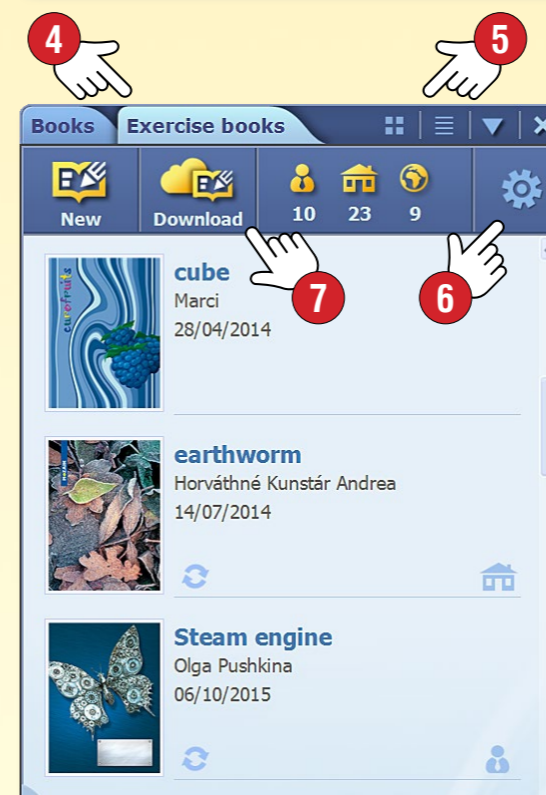 4
5
Books Exercise books
New Download 10 23 9
7
6
cube
Marci
28/04/2014
eurofruits
earthworm
Horváthné Kunstár Andrea
14/07/2014
Steam engine
Olga Pushkina
06/10/2015